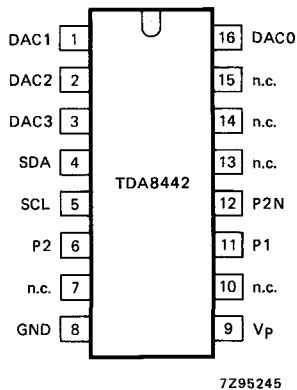 DAC1 1 16 DAC0
DAC2 2 15 n.c.
DAC3 3 14 n.c.
SDA 4 13 n.c.
TDA8442
SCL 5 12 P2N
P2 6 11 P1
n.c. 7 10 n.c.
GND 8 9 Vp
7Z95245